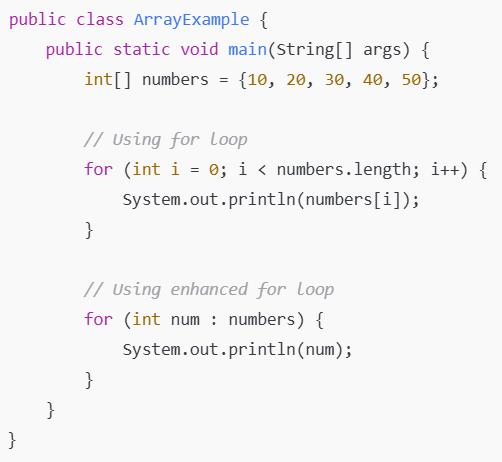 public class ArrayExample {
    public static void main(String[] args) {
        int[] numbers = {10, 20, 30, 40, 50};

        // Using for loop
        for (int i = 0; i < numbers.length; i++) {
            System.out.println(numbers[i]);
        }

        // Using enhanced for loop
        for (int num : numbers) {
            System.out.println(num);
        }
    }
}